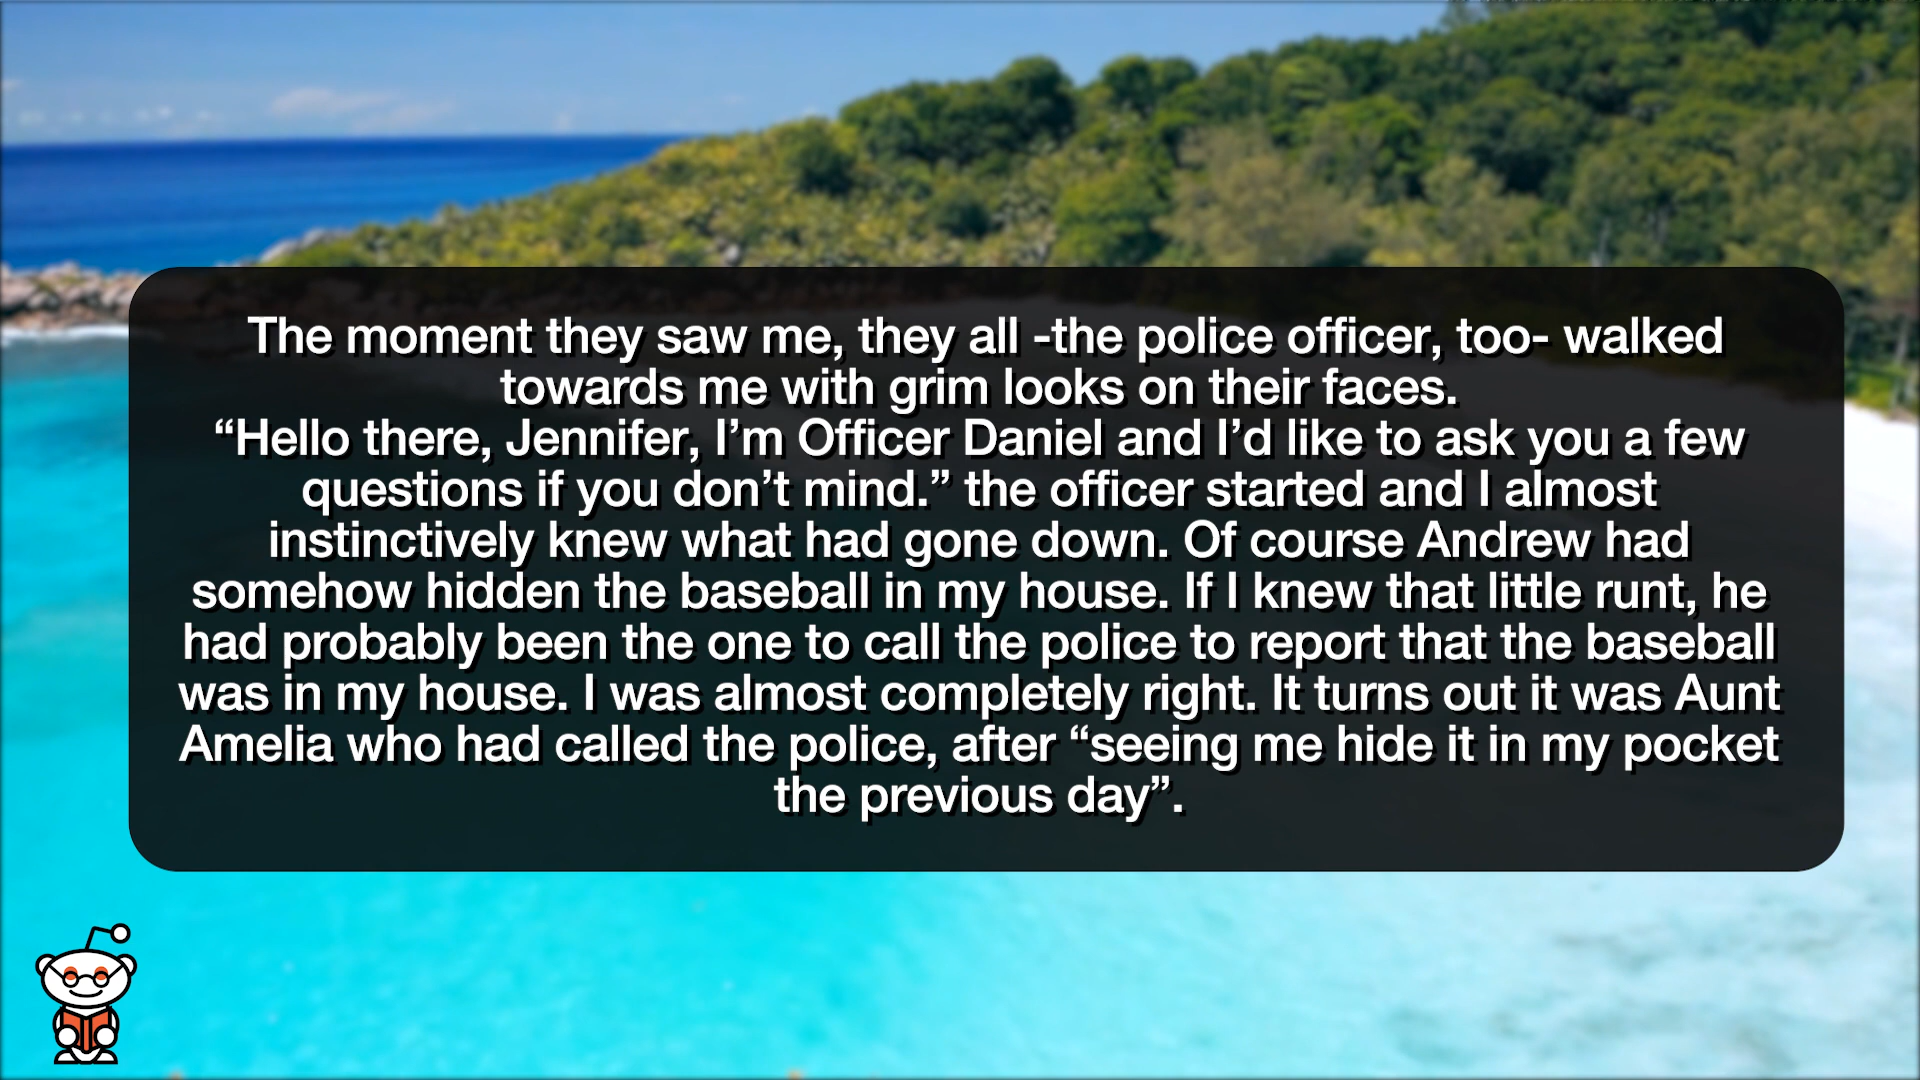 The moment they saw me, they all -the police officer, too- walked
towards me with grim looks on their faces.
“Hello there, Jennifer, I’m Officer Daniel and I’d like to ask you a few
questions if you don’t mind.” the officer started and I almost
instinctively knew what had gone down. Of course Andrew had
somehow hidden the baseball in my house. If I knew that little runt, he
had probably been the one to call the police to report that the baseball
was in my house. I was almost completely right. It turns out it was Aunt
Amelia who had called the police, after “seeing me hide it in my pocket
the previous day”.